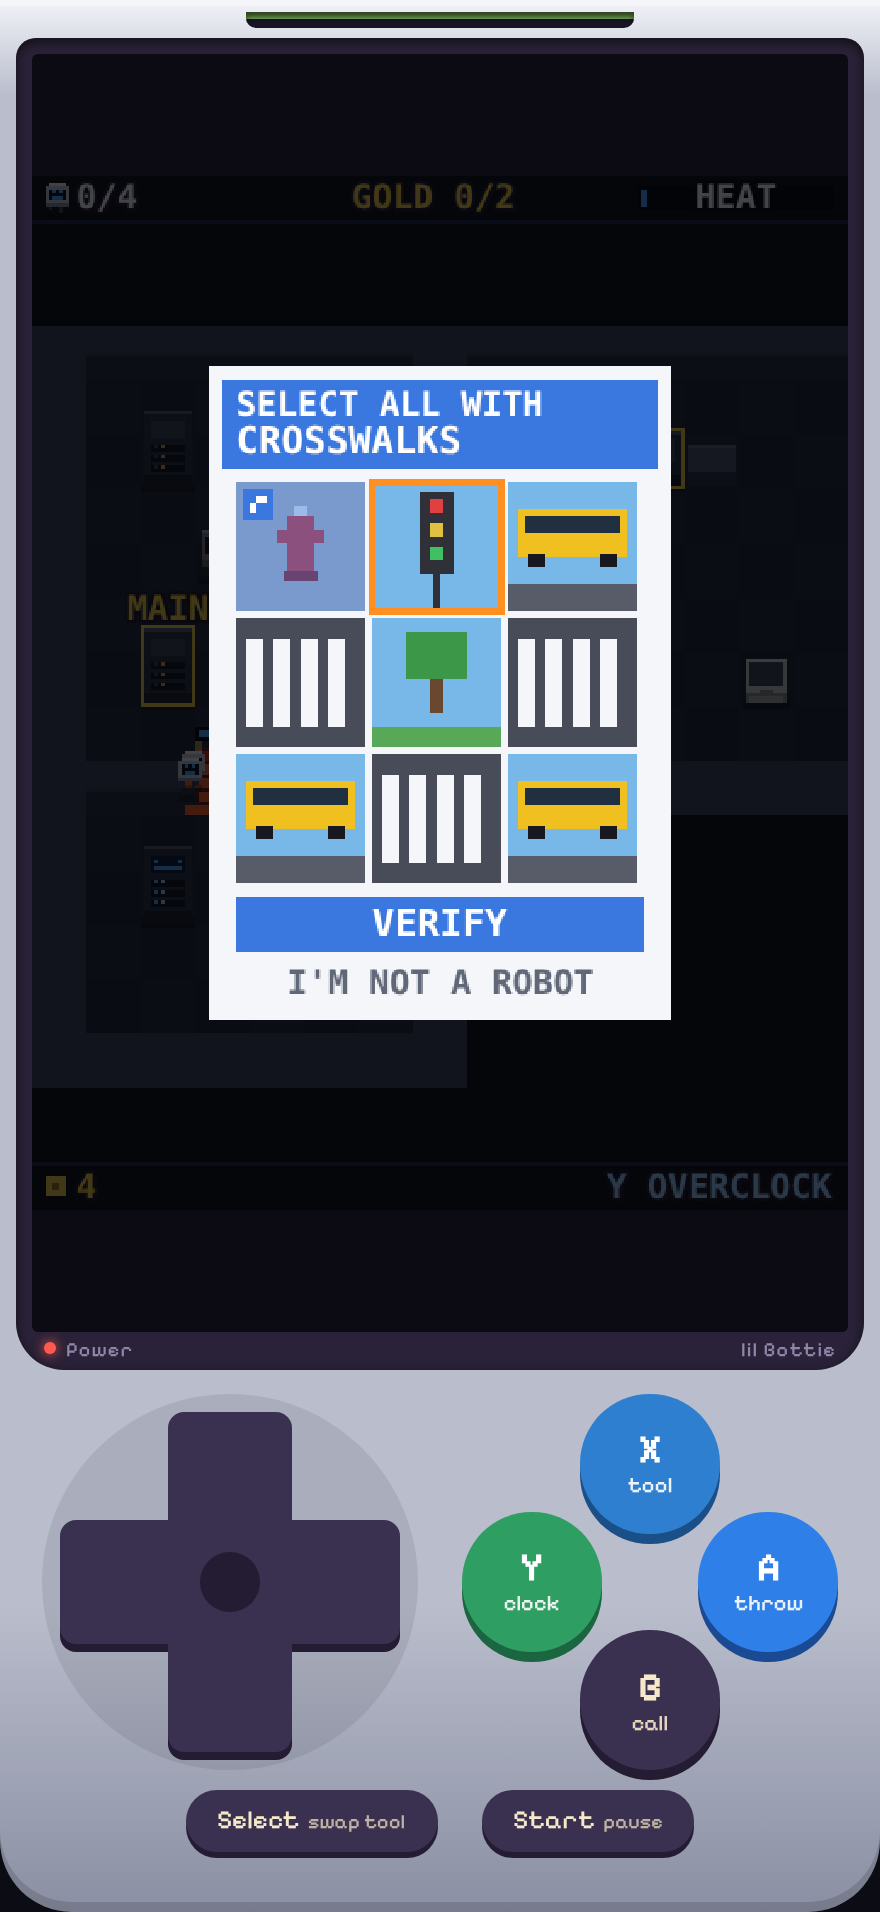 0/4 GOLD 0/2 HEAT
SELECT ALL WITH
CROSSWALKS
MAIN
VERIFY
I'M NOT A ROBOT
4 Y OVERCLOCK
Power lil Bottie
X
tool
Y
clock
A
throw
B
call
Select swap tool
Start pause